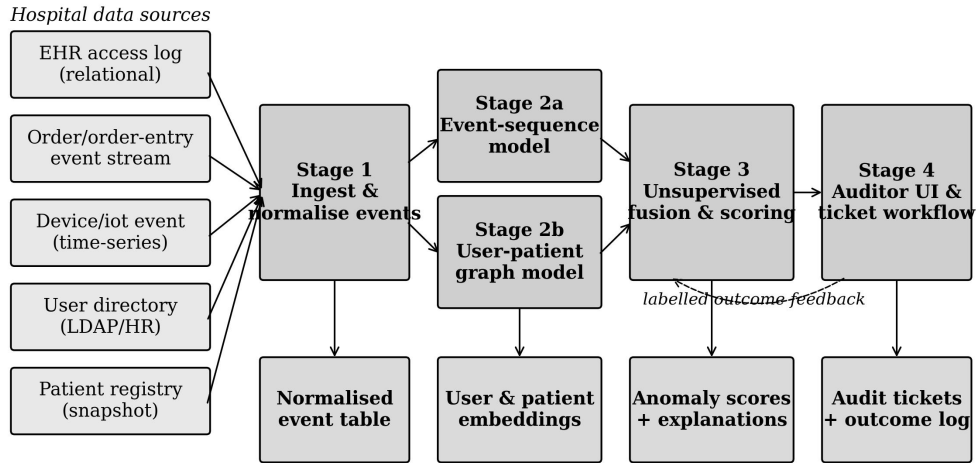 Hospital data sources
EHR access log
(relational)
Order/order-entry
event stream
Device/iot event
(time-series)
User directory
(LDAP/HR)
Patient registry
(snapshot)
Stage 1
Ingest &
normalise events
Stage 2a
Event-sequence
model
Stage 2b
User-patient
graph model
Stage 3
Unsupervised
fusion & scoring
Stage 4
Auditor UI &
ticket workflow
labelled outcome feedback
Normalised
event table
User & patient
embeddings
Anomaly scores
+ explanations
Audit tickets
+ outcome log